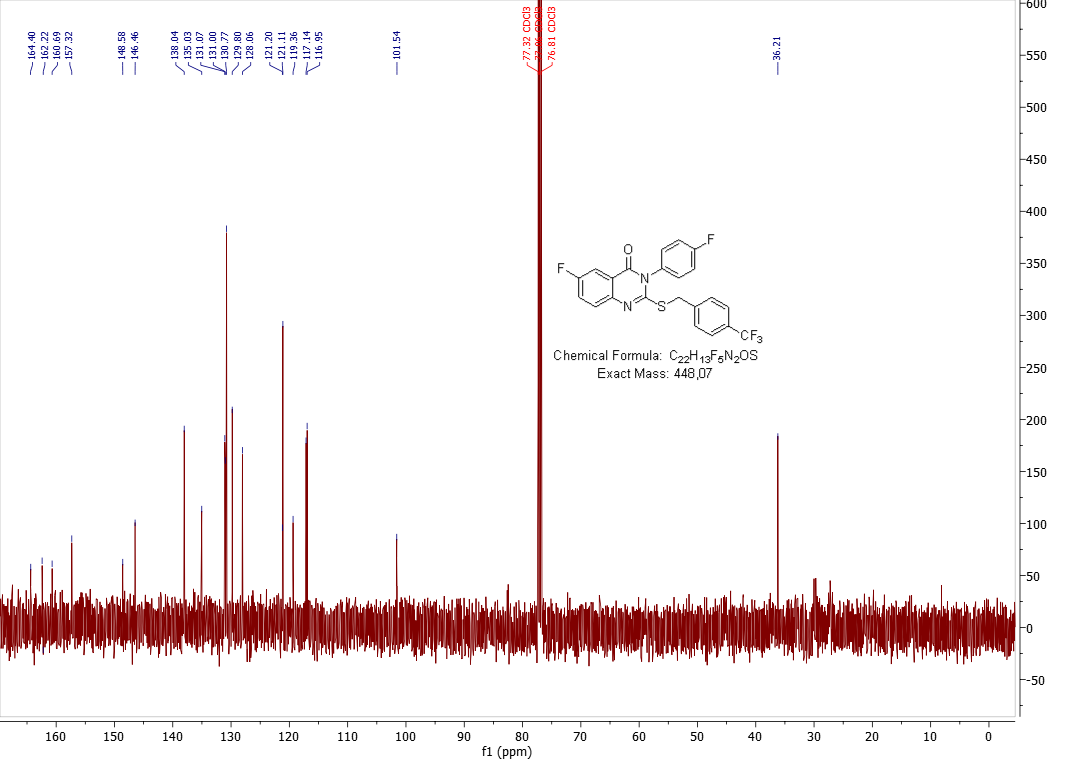 164.40
162.22
160.69
157.32
148.58
146.46
138.04
135.03
131.07
131.00
130.77
129.80
128.06
121.20
121.11
119.36
117.14
116.95
101.54
77.32 CDCl3
76.81 CDCl3
36.21
600
550
500
450
400
350
300
250
200
150
100
50
0
-50
O
F
F
N
N
S
CF3
Chemical Formula: C22H13F5N2OS
Exact Mass: 448,07
160 150 140 130 120 110 100 90 80 70 60 50 40 30 20 10 0
f1 (ppm)